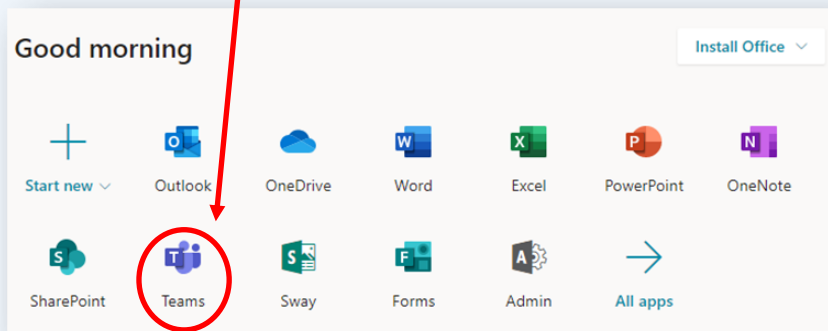 Good morning
Install Office
Start new
Outlook
OneDrive
Word
Excel
PowerPoint
OneNote
SharePoint
Teams
Sway
Forms
Admin
All apps